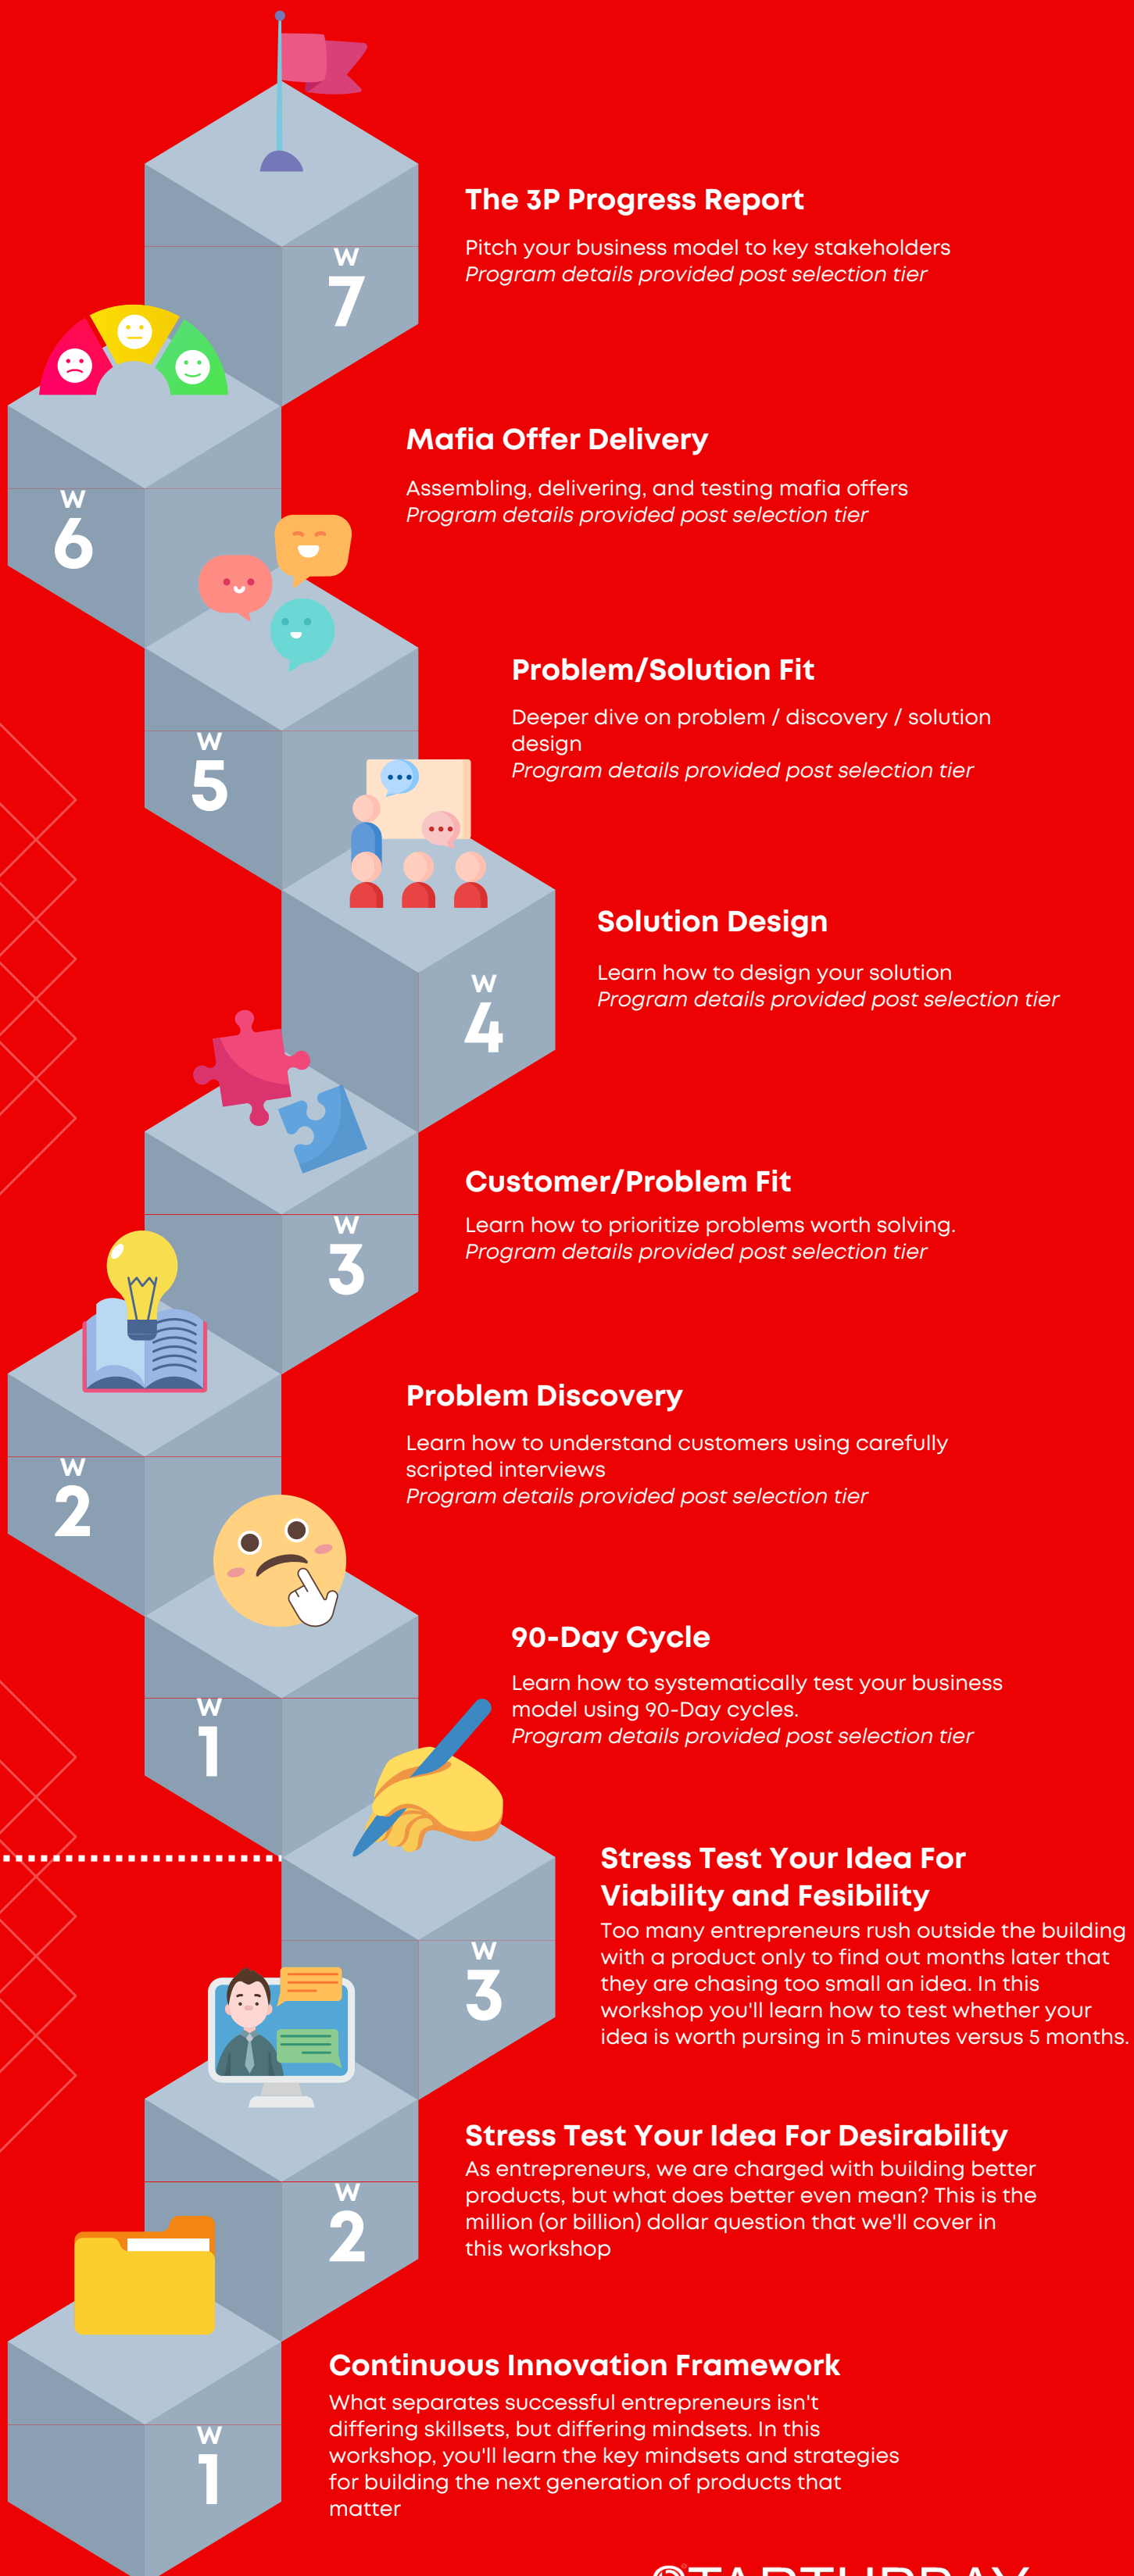 The 3P Progress Report
Pitch your business model to key stakeholders
Program details provided post selection tier
W
7
Mafia Offer Delivery
Assembling, delivering, and testing mafia offers
Program details provided post selection tier
W
6
Problem/Solution Fit
Deeper dive on problem / discovery / solution
design
Program details provided post selection tier
W
5
Solution Design
Learn how to design your solution
Program details provided post selection tier
W
4
Customer/Problem Fit
Learn how to prioritize problems worth solving.
Program details provided post selection tier
W
3
Problem Discovery
Learn how to understand customers using carefully
scripted interviews
Program details provided post selection tier
W
2
90-Day Cycle
Learn how to systematically test your business
model using 90-Day cycles.
Program details provided post selection tier
W
1
Stress Test Your Idea For
Viability and Fesibility
Too many entrepreneurs rush outside the building
with a product only to find out months later that
they are chasing too small an idea. In this
workshop you'll learn how to test whether your
idea is worth pursing in 5 minutes versus 5 months.
W
3
Stress Test Your Idea For Desirability
As entrepreneurs, we are charged with building better
products, but what does better even mean? This is the
million (or billion) dollar question that we'll cover in
this workshop
W
2
Continuous Innovation Framework
What separates successful entrepreneurs isn't
differing skillsets, but differing mindsets. In this
workshop, you'll learn the key mindsets and strategies
for building the next generation of products that
matter
W
1